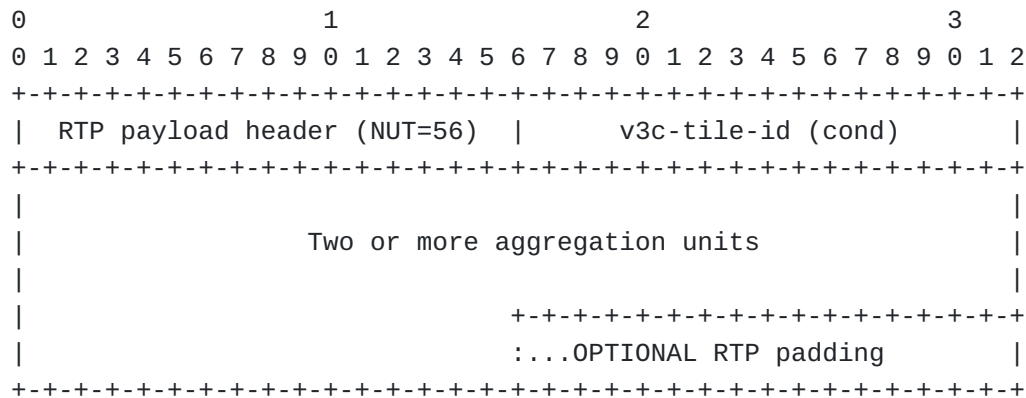 0                   1                   2                   3
0 1 2 3 4 5 6 7 8 9 0 1 2 3 4 5 6 7 8 9 0 1 2 3 4 5 6 7 8 9 0 1 2
+-+-+-+-+-+-+-+-+-+-+-+-+-+-+-+-+-+-+-+-+-+-+-+-+-+-+-+-+-+-+-+-+
|  RTP payload header (NUT=56)  |      v3c-tile-id (cond)       |
+-+-+-+-+-+-+-+-+-+-+-+-+-+-+-+-+-+-+-+-+-+-+-+-+-+-+-+-+-+-+-+-+
|                                                               |
|                  Two or more aggregation units                |
|                                                               |
|                               +-+-+-+-+-+-+-+-+-+-+-+-+-+-+-+-+
|                               :...OPTIONAL RTP padding        |
+-+-+-+-+-+-+-+-+-+-+-+-+-+-+-+-+-+-+-+-+-+-+-+-+-+-+-+-+-+-+-+-+